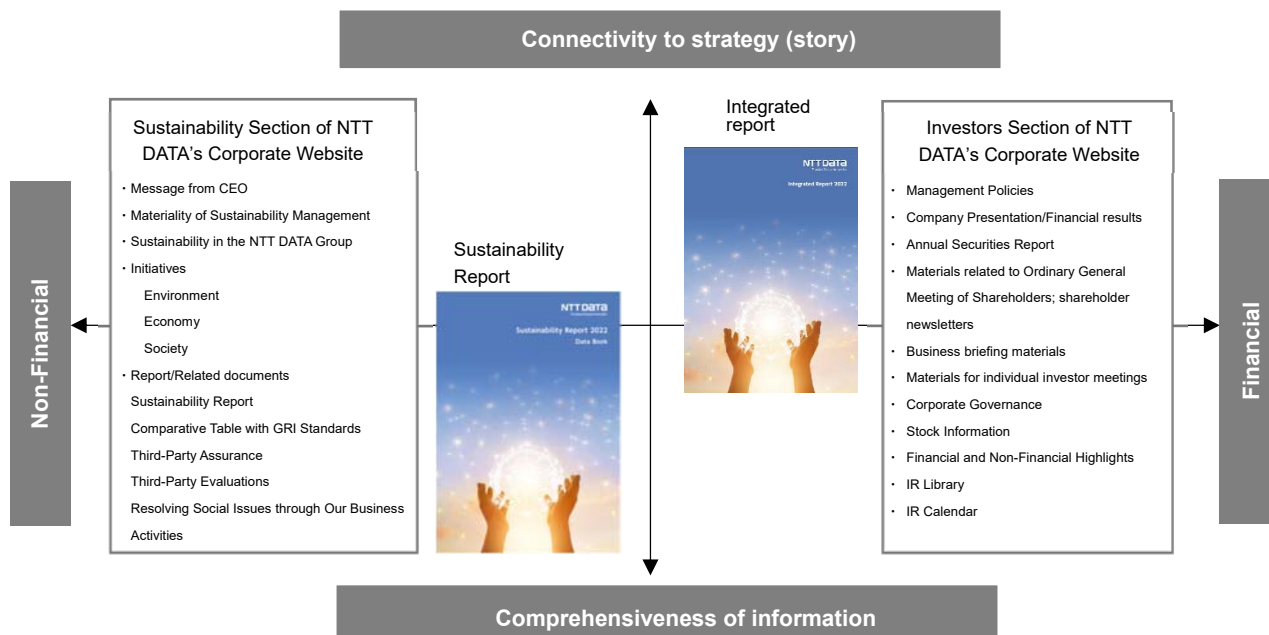 Connectivity to strategy (story)
Non-Financial
Sustainability Section of NTT
DATA's Corporate Website
・Message from CEO
・Materiality of Sustainability Management
・Sustainability in the NTT DATA Group
・Initiatives
Environment
Economy
Society
・Report/Related documents
Sustainability Report
Comparative Table with GRI Standards
Third-Party Assurance
Third-Party Evaluations
Resolving Social Issues through Our Business
Activities
Sustainability
Report
NTT DATA
Sustainability Report 2022
Data Book
Integrated
report
NTT DATA
Integrated Report 2022
Investors Section of NTT
DATA's Corporate Website
・ Management Policies
・ Company Presentation/Financial results
・ Annual Securities Report
・ Materials related to Ordinary General
Meeting of Shareholders; shareholder
newsletters
・ Business briefing materials
・ Materials for individual investor meetings
・ Corporate Governance
・ Stock Information
・ Financial and Non-Financial Highlights
・ IR Library
・ IR Calendar
Financial
Comprehensiveness of information